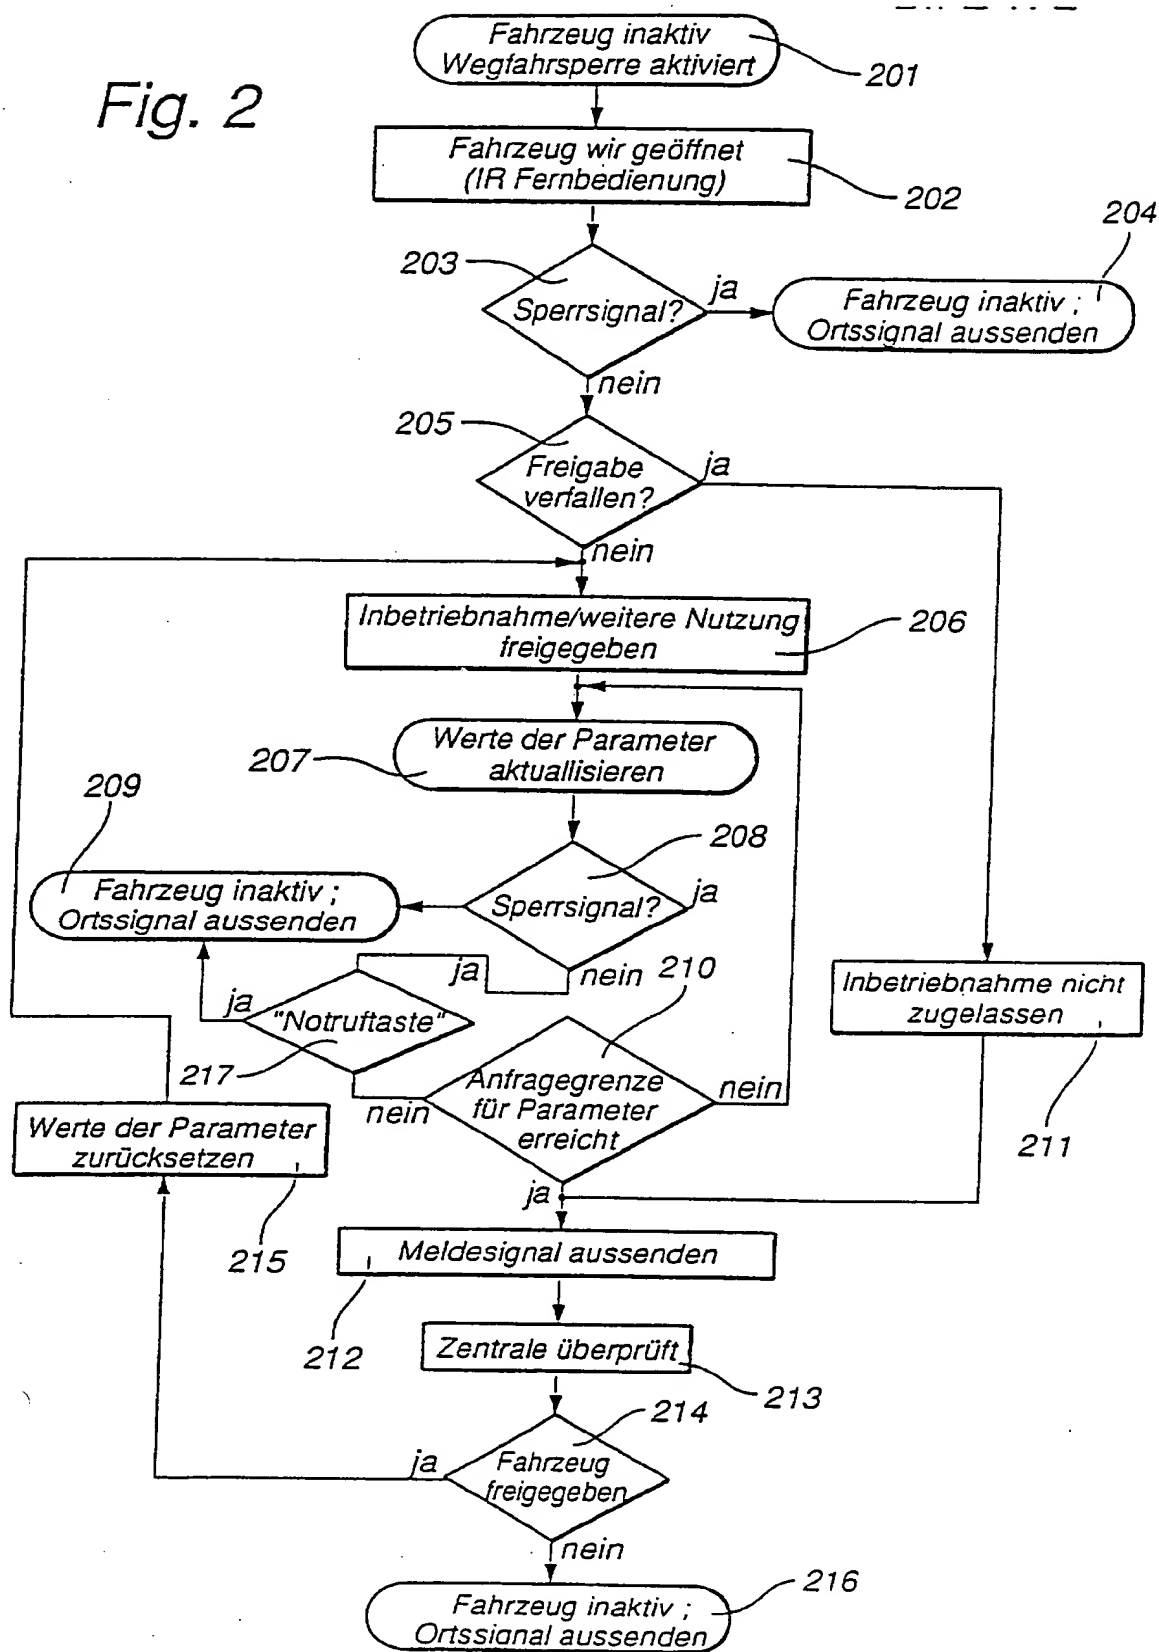 Fig. 2
Fahrzeug inaktiv
Wegfahrsperre aktiviert
201
Fahrzeug wir geöffnet
(IR Fernbedienung)
202
203
Sperrsignal?
ja
204
Fahrzeug inaktiv ;
Ortssignal aussenden
nein
205
Freigabe
verfallen?
ja
nein
Inbetriebnahme/weitere Nutzung
freigegeben
206
Werte der Parameter
aktuallisieren
207
208
209
Fahrzeug inaktiv ;
Ortssignal aussenden
Sperrsignal?
ja
nein
ja
ja
"Notruftaste"
217
nein
210
Anfragegrenze
für Parameter
erreicht
nein
ja
Inbetriebnahme nicht
zugelassen
211
Werte der Parameter
zurücksetzen
215
Meldesignal aussenden
212
Zentrale überprüft
213
214
Fahrzeug
freigegeben
ja
nein
216
Fahrzeug inaktiv ;
Ortssignal aussenden